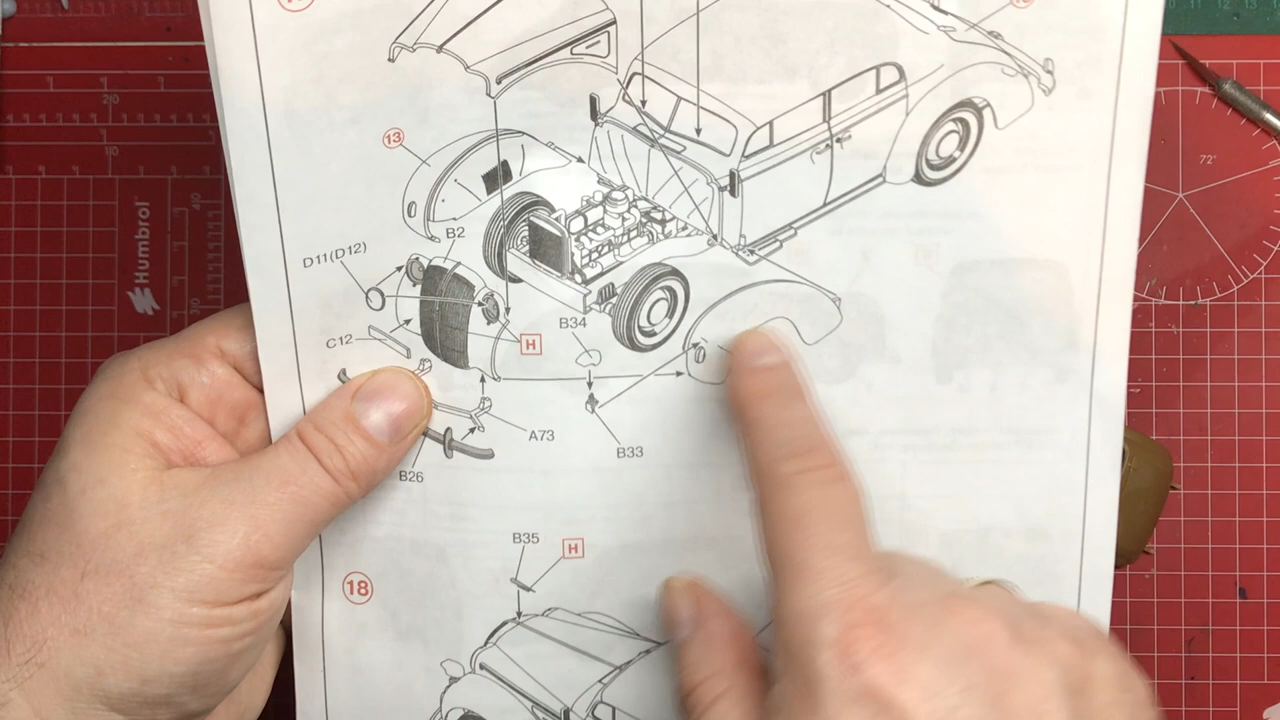 13
B2
D11(D12)
B34
C12
H
A73
B33
B26
B35
H
18
Humbrol
72°